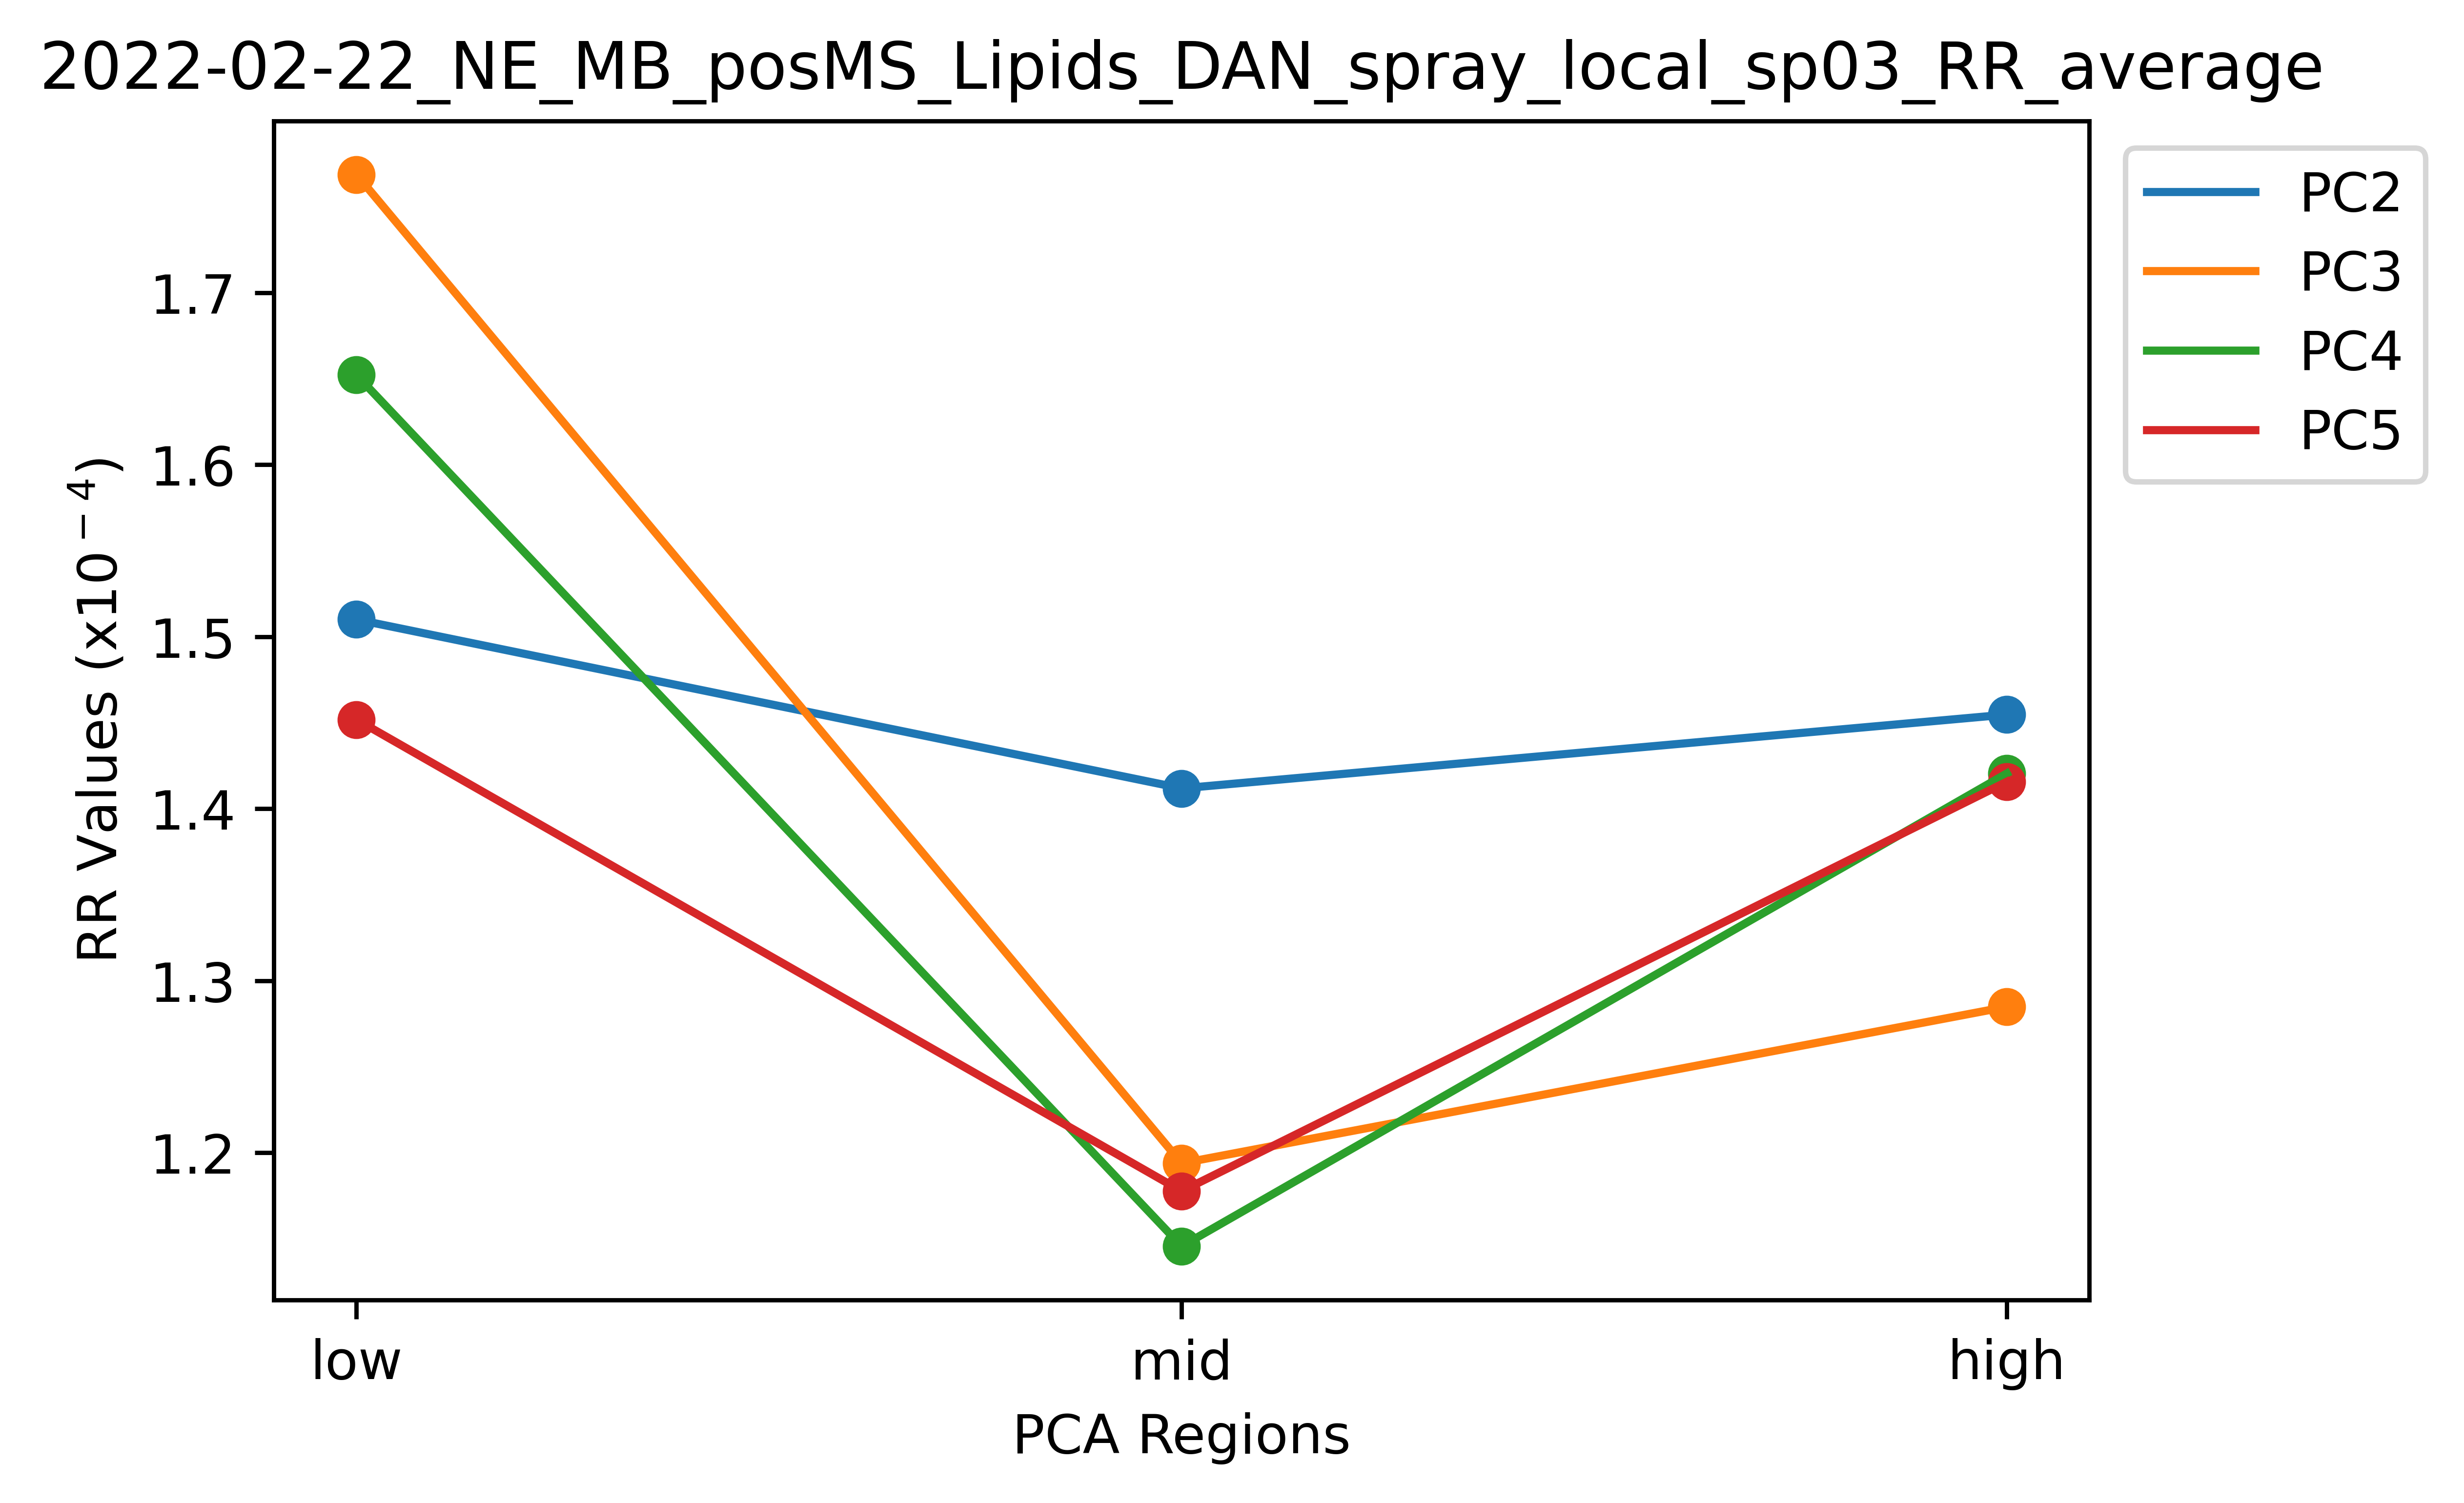 2022-02-22_NE_MB_posMS_Lipids_DAN_spray_local_sp03_RR_average
PC2
PC3
PC4
PC5
RR Values (x10⁻⁴)
1.7
1.6
1.5
1.4
1.3
1.2
low mid high
PCA Regions